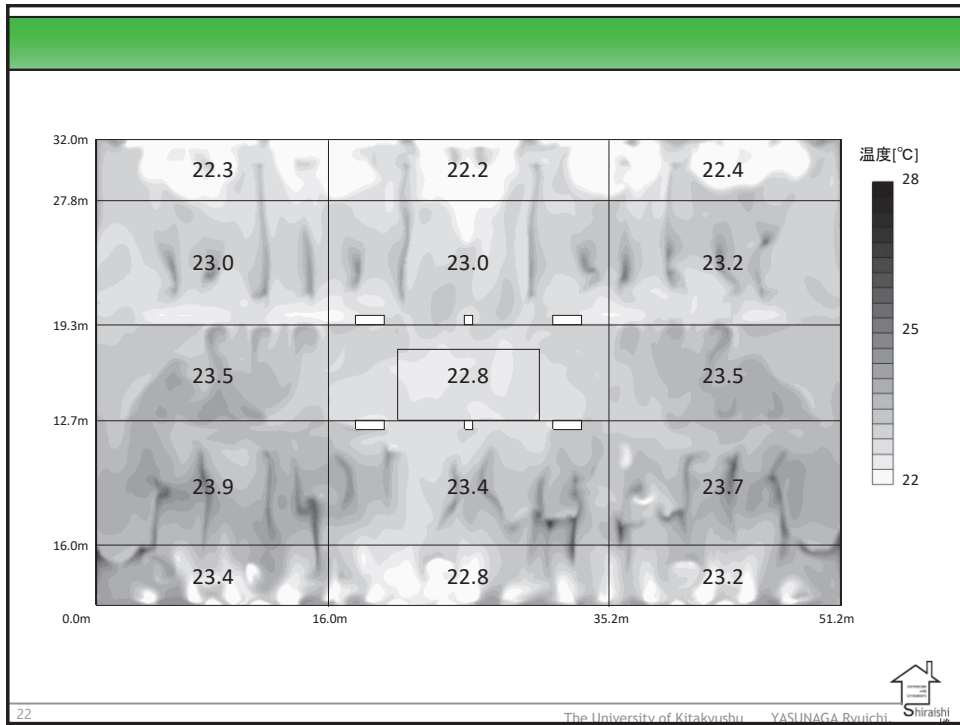 32.0m
温度[℃]
28
22.3 22.2 22.4
27.8m
23.0 23.0 23.2
19.3m
25
23.5 22.8 23.5
12.7m
23.9 23.4 23.7
22
16.0m
23.4 22.8 23.2
0.0m 16.0m 35.2m 51.2m
22
The University of Kitakyushu YASUNAGA Ryuichi.
Shiraishi